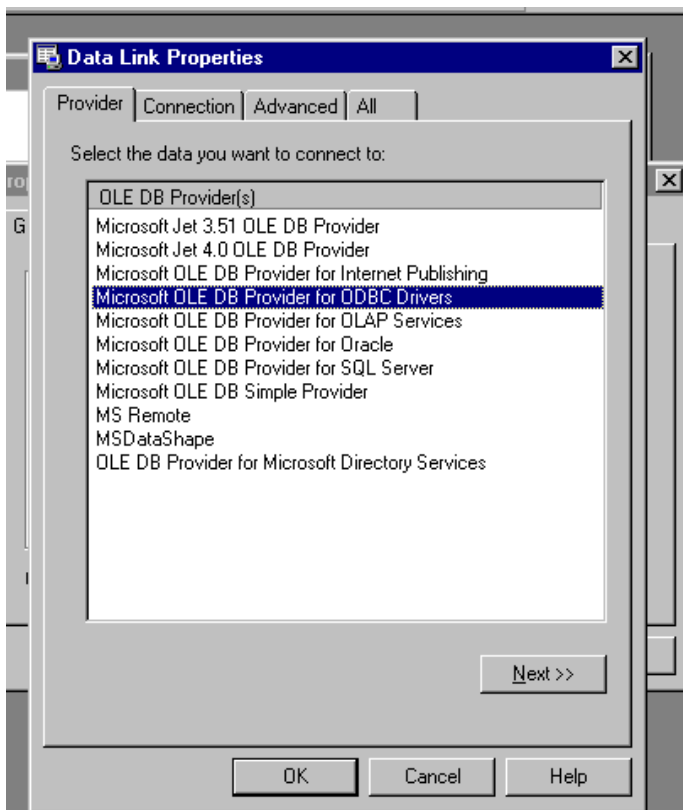 Data Link Properties
Provider Connection Advanced All
Select the data you want to connect to:
OLE DB Provider(s)
Microsoft Jet 3.51 OLE DB Provider
Microsoft Jet 4.0 OLE DB Provider
Microsoft OLE DB Provider for Internet Publishing
Microsoft OLE DB Provider for ODBC Drivers
Microsoft OLE DB Provider for OLAP Services
Microsoft OLE DB Provider for Oracle
Microsoft OLE DB Provider for SQL Server
Microsoft OLE DB Simple Provider
MS Remote
MSDataShape
OLE DB Provider for Microsoft Directory Services
Next >>
OK Cancel Help